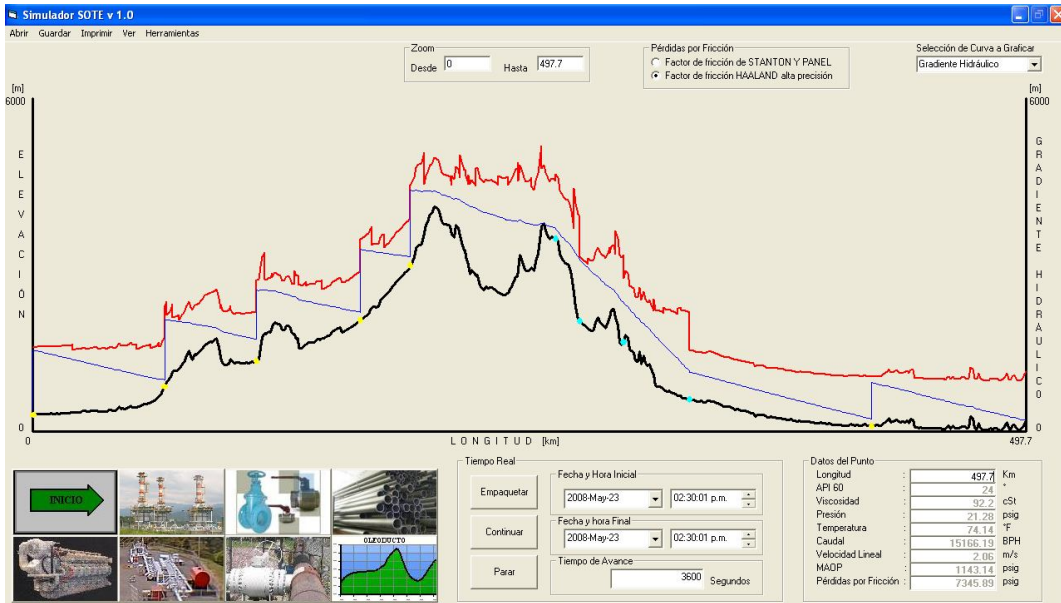 Simulador SOTE v 1.0
Abrir Guardar Imprimir Ver Herramientas
Zoom
Desde 0 Hasta 497.7
Pérdidas por Fricción
Factor de fricción de STANTON Y PANEL
Factor de fricción HAALAND alta precisión
Selección de Curva a Graficar
Gradiente Hidráulico
[m]
6000
ELEVACIÓN
0
[m]
6000
GRADIENTE HIDRAULICO
0
0
LONGITUD [km]
497.7
INICIO
OLEODUCTO
Tiempo Real
Empaquetar
Continuar
Parar
Fecha y Hora Inicial
2008-May-23 02:30:01 p.m.
Fecha y hora Final
2008-May-23 02:30:01 p.m.
Tiempo de Avance
3600 Segundos
Datos del Punto
Longitud : 497.7 Km
API 60 : 24 °
Viscosidad : 92.2 cSt
Presión : 21.28 psig
Temperatura : 74.14 °F
Caudal : 15166.19 BPH
Velocidad Lineal : 2.06 m/s
MAOP : 1143.14 psig
Pérdidas por Fricción : 7345.89 psig